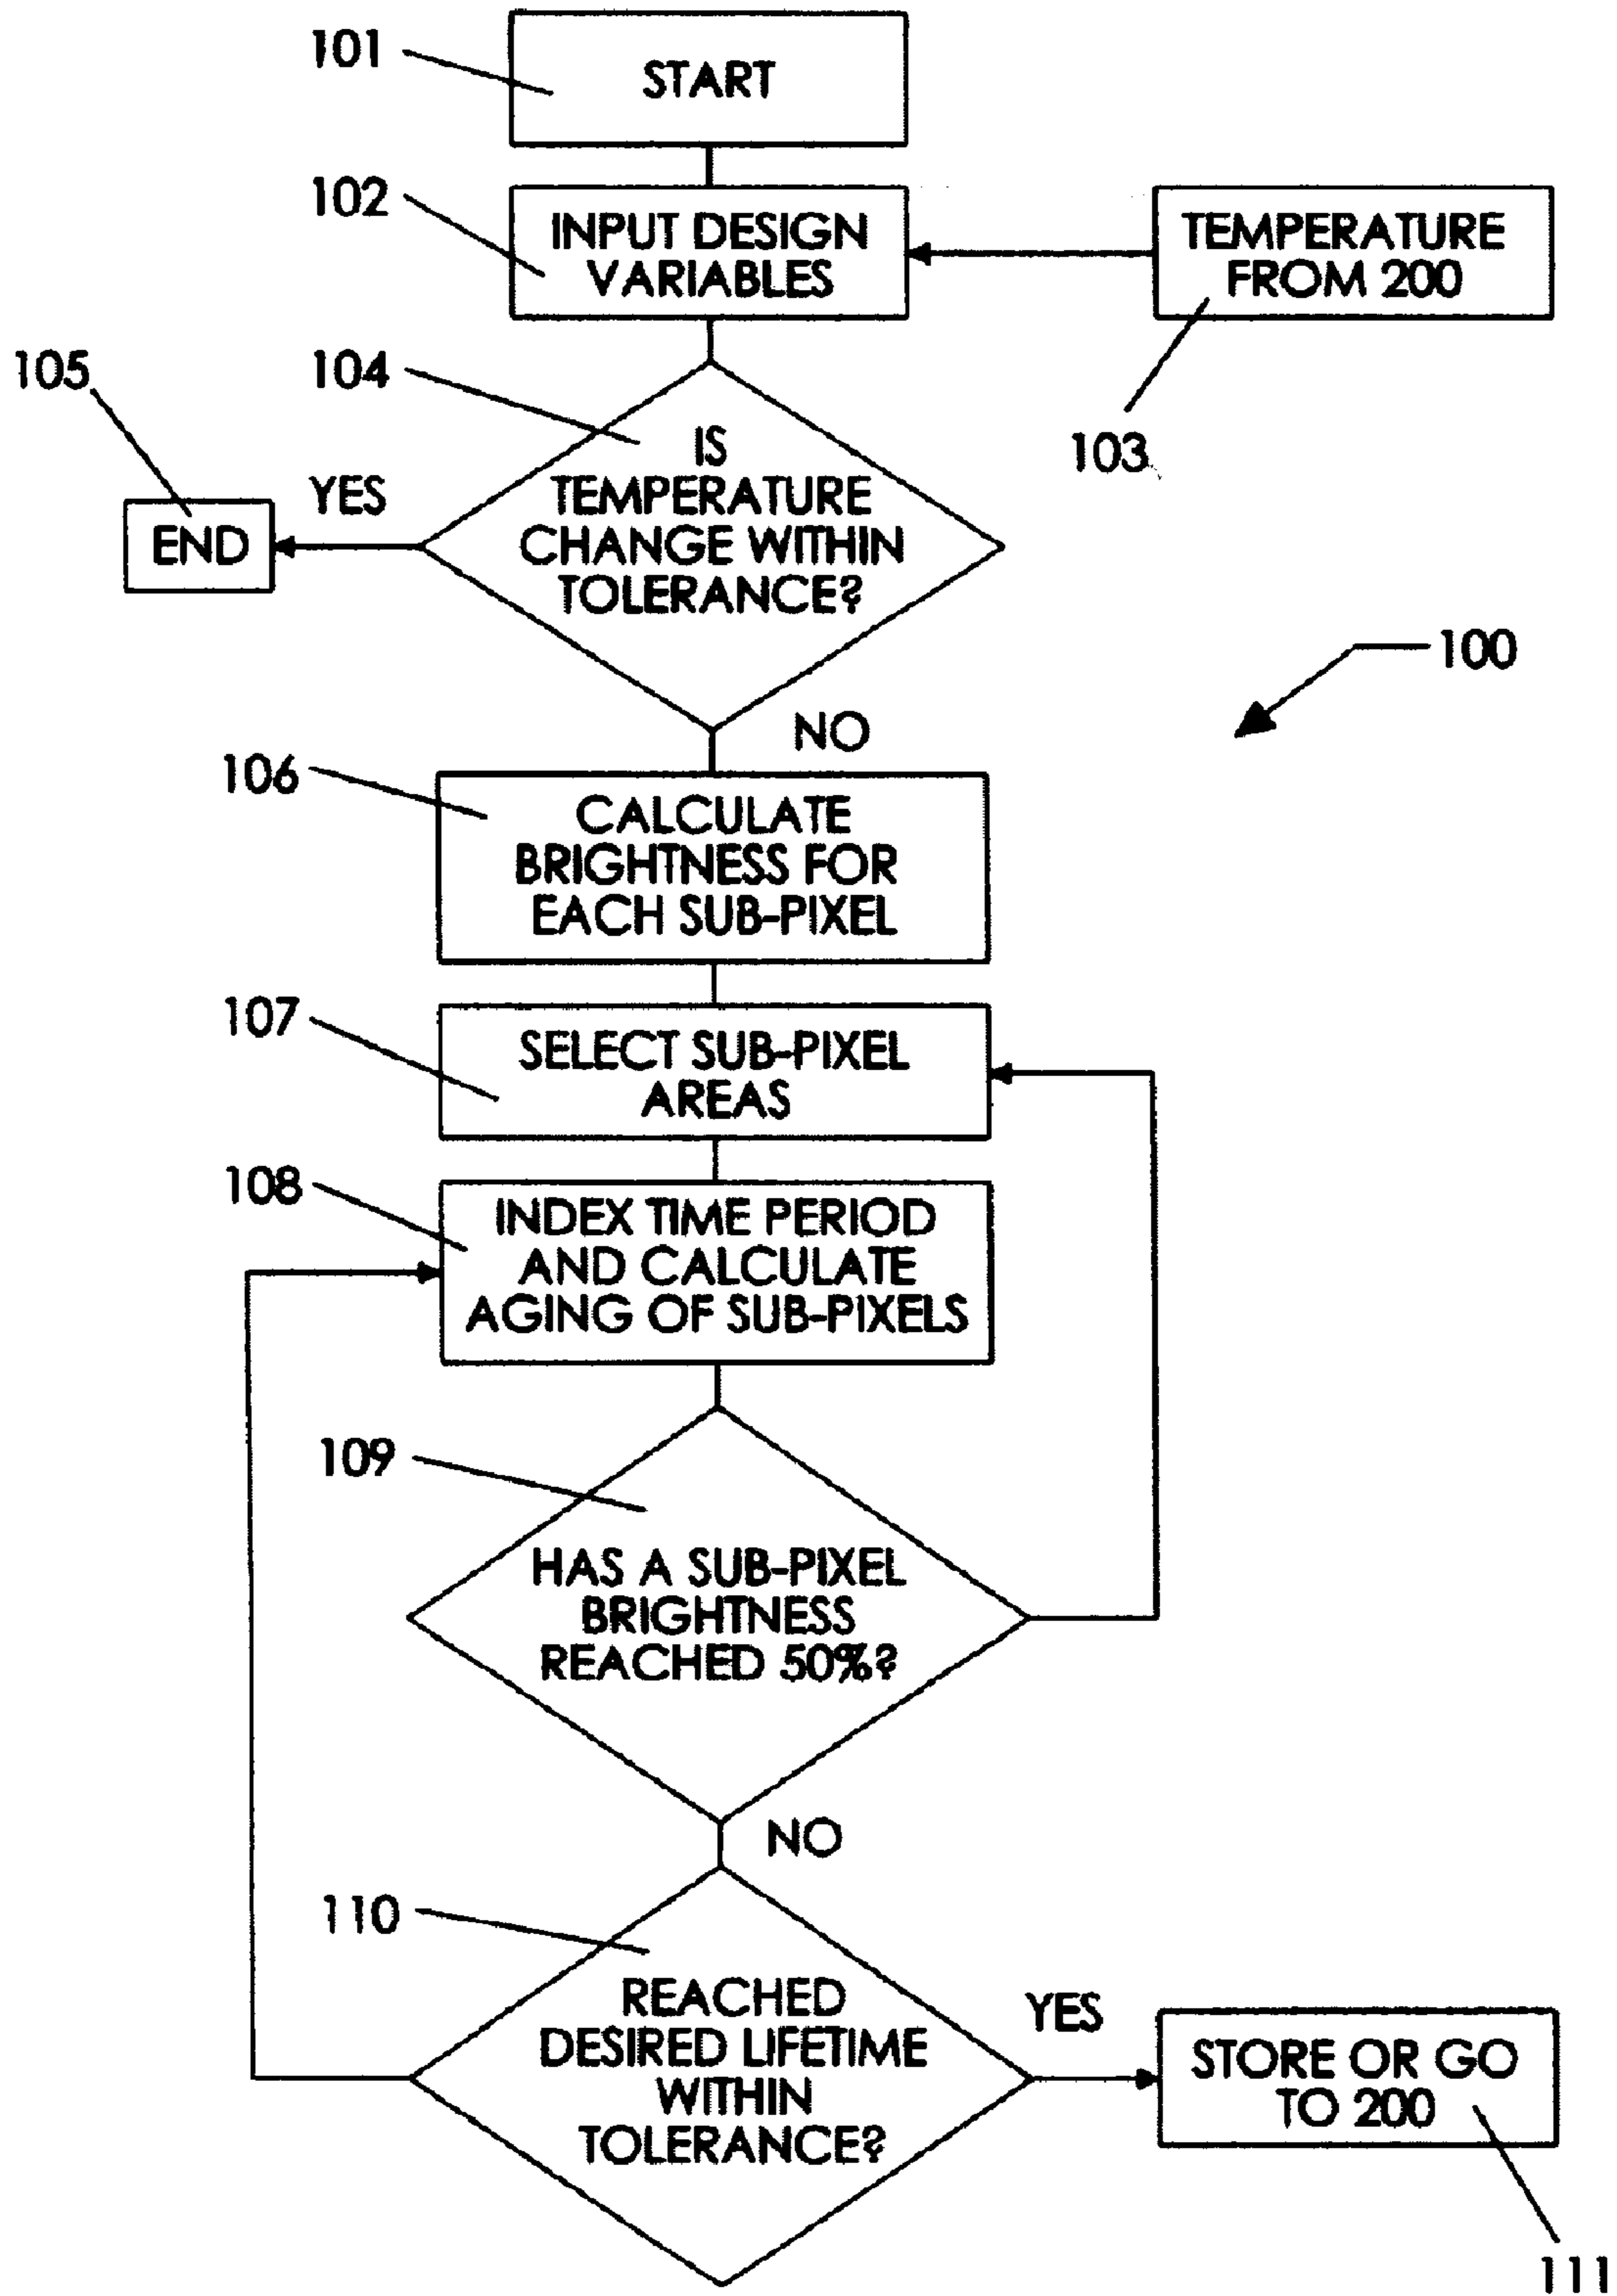 101
START
102
INPUT DESIGN
VARIABLES
TEMPERATURE
FROM 200
103
104
105
IS
TEMPERATURE
CHANGE WITHIN
TOLERANCE?
YES
END
100
NO
106
CALCULATE
BRIGHTNESS FOR
EACH SUB-PIXEL
107
SELECT SUB-PIXEL
AREAS
108
INDEX TIME PERIOD
AND CALCULATE
AGING OF SUB-PIXELS
109
HAS A SUB-PIXEL
BRIGHTNESS
REACHED 50%?
NO
110
REACHED
DESIRED LIFETIME
WITHIN
TOLERANCE?
YES
STORE OR GO
TO 200
111